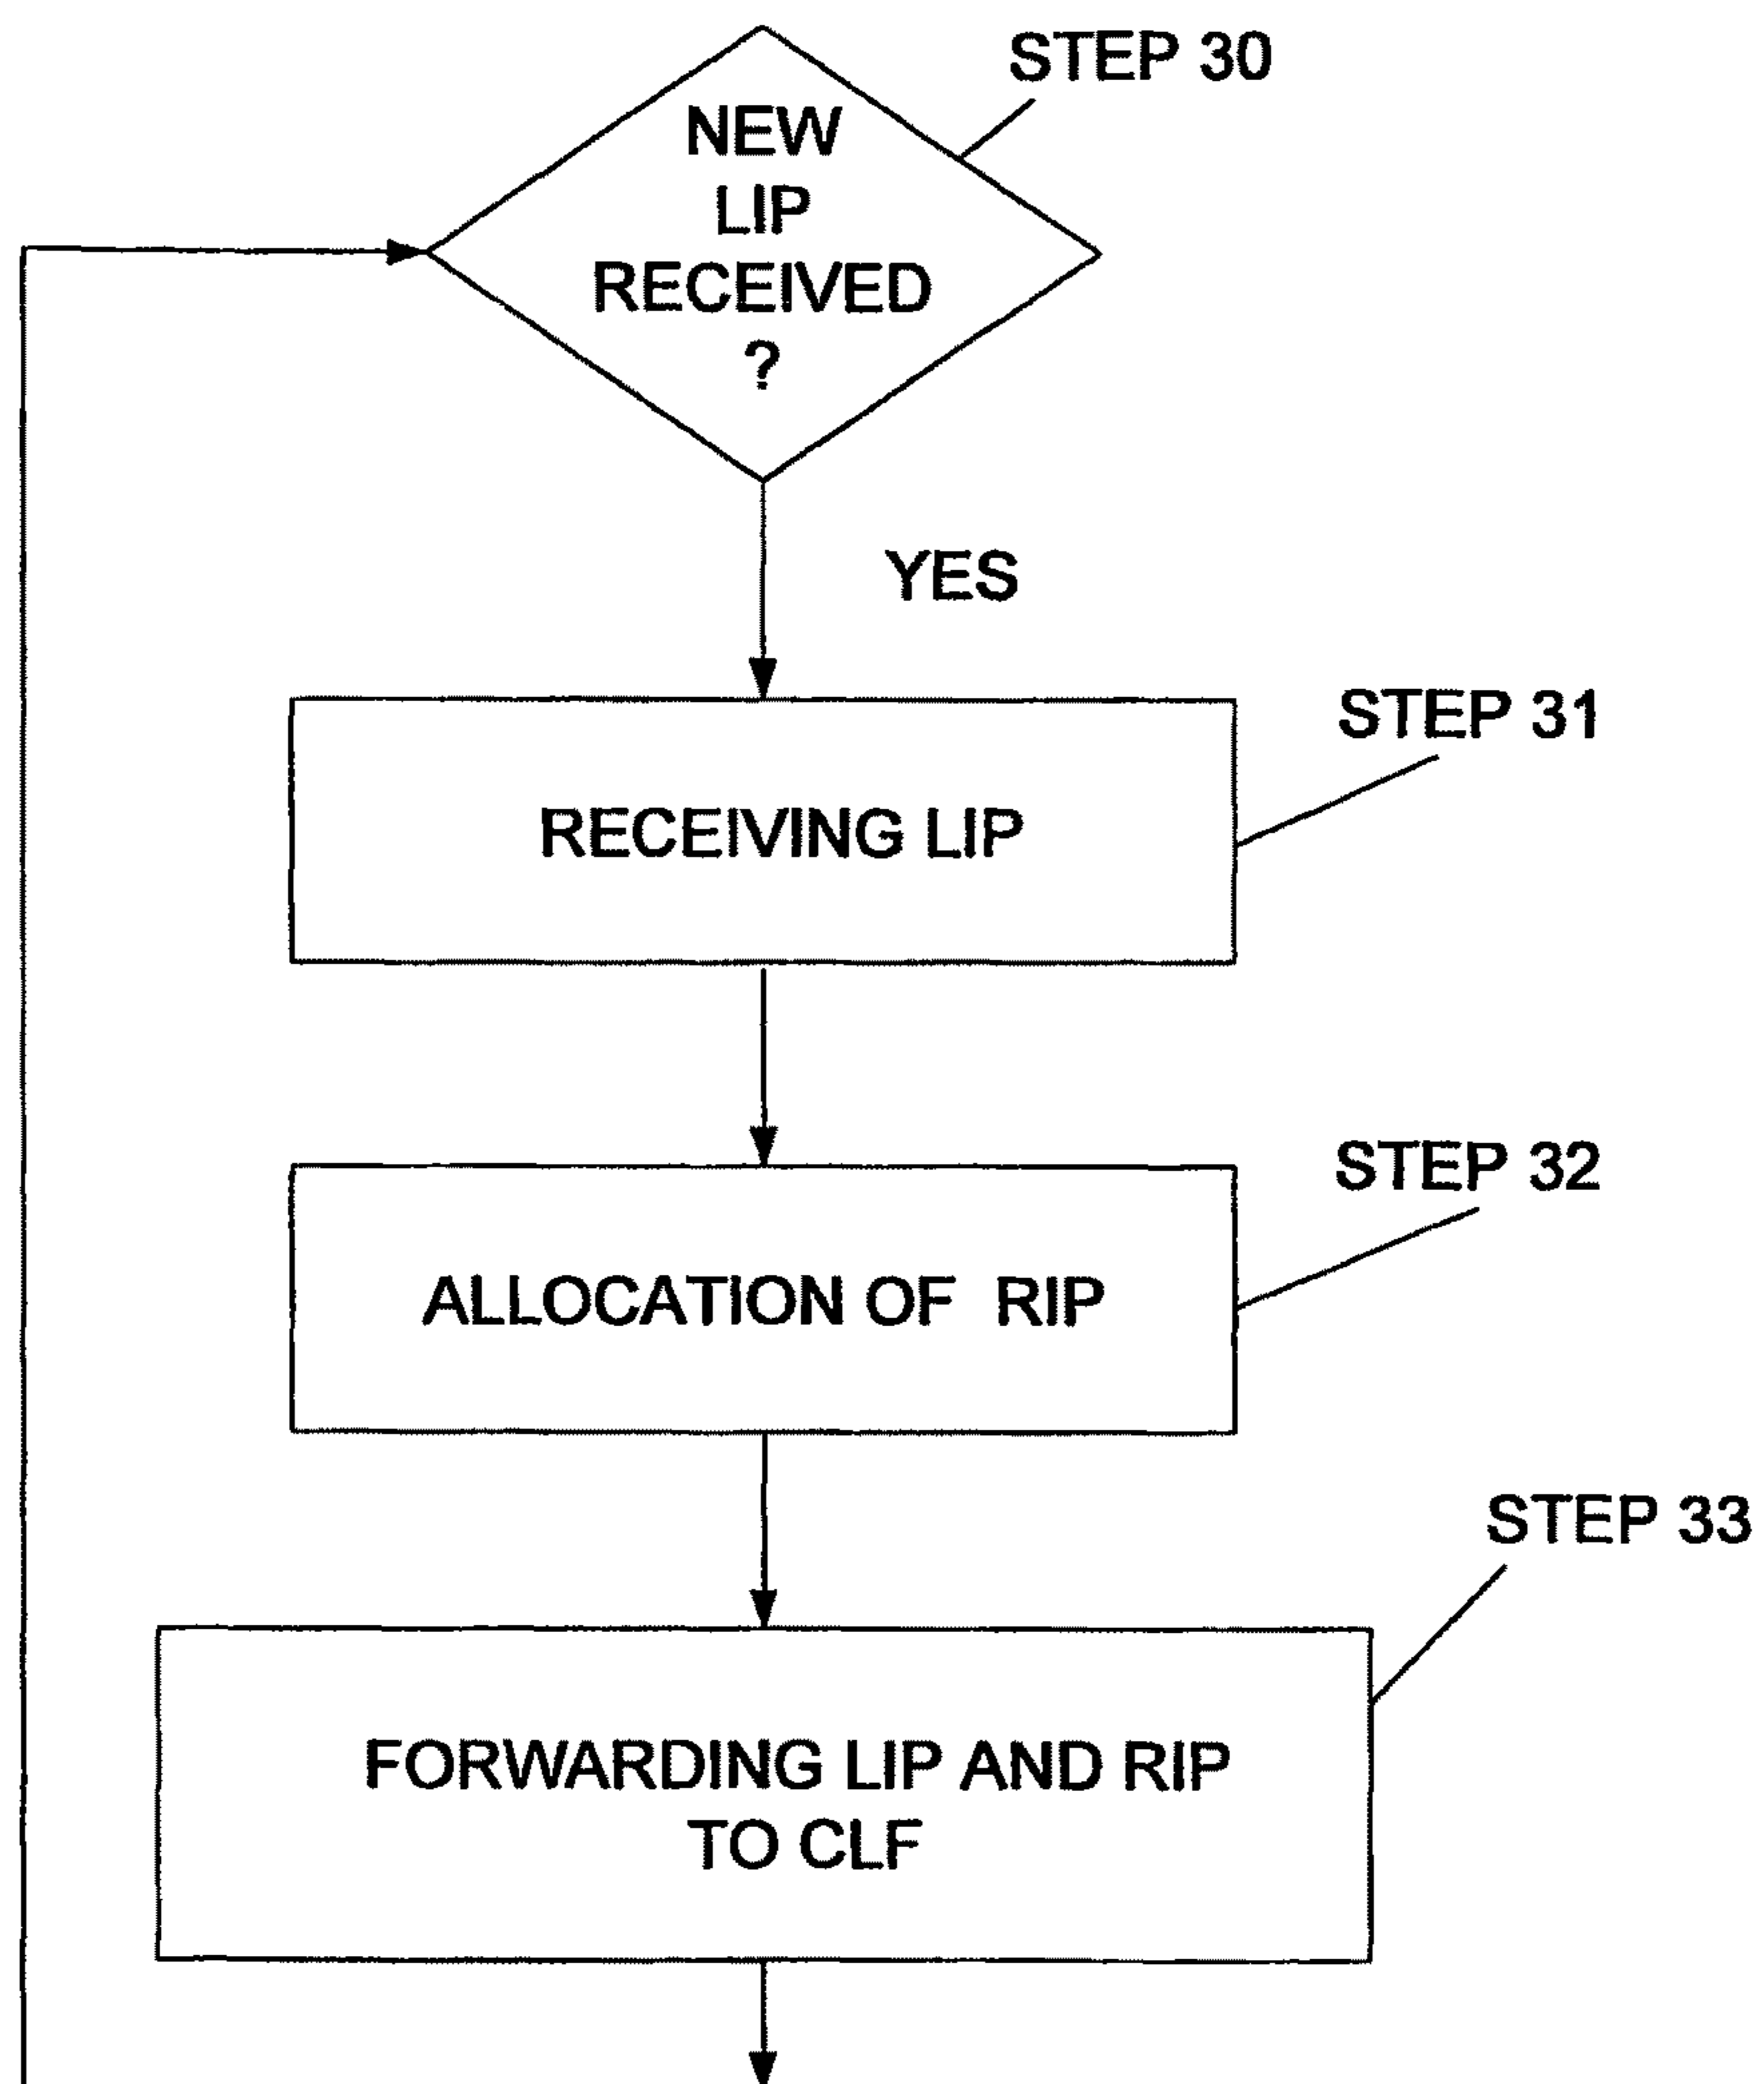 STEP 30
NEW
LIP
RECEIVED
?
YES
STEP 31
RECEIVING LIP
STEP 32
ALLOCATION OF RIP
STEP 33
FORWARDING LIP AND RIP
TO CLF